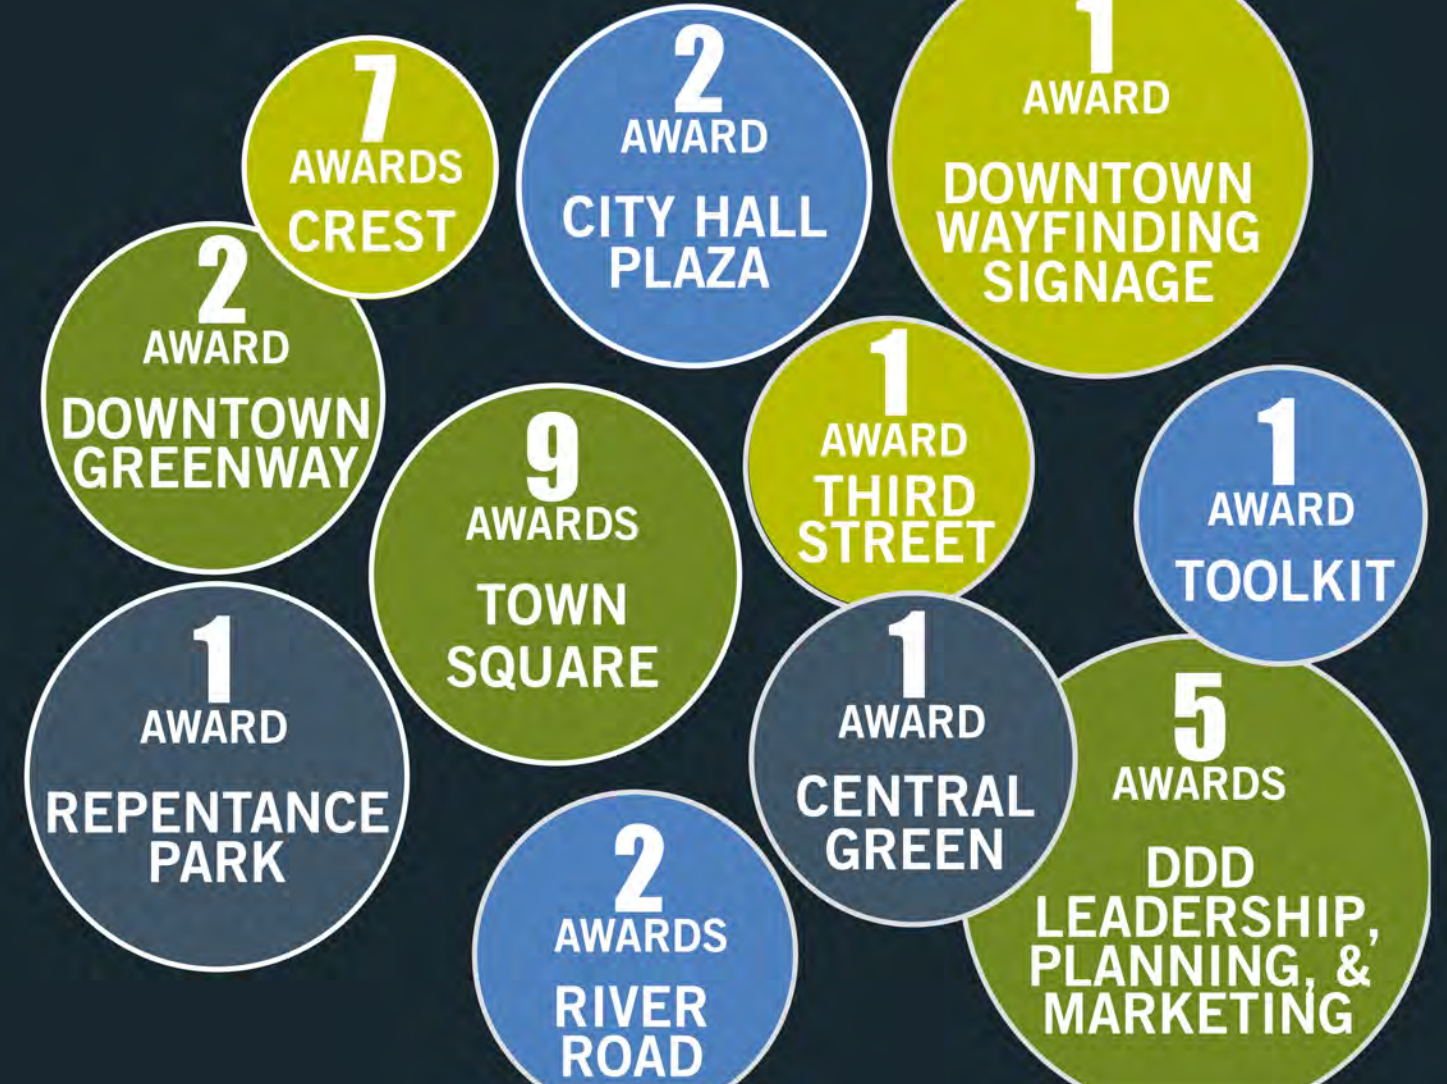 7
AWARDS
CREST
2
AWARD
CITY HALL
PLAZA
1
AWARD
DOWNTOWN
WAYFINDING
SIGNAGE
2
AWARD
DOWNTOWN
GREENWAY
9
AWARDS
TOWN
SQUARE
1
AWARD
THIRD
STREET
1
AWARD
TOOLKIT
1
AWARD
REPENTANCE
PARK
2
AWARDS
RIVER
ROAD
1
AWARD
CENTRAL
GREEN
5
AWARDS
DDD
LEADERSHIP,
PLANNING, &
MARKETING